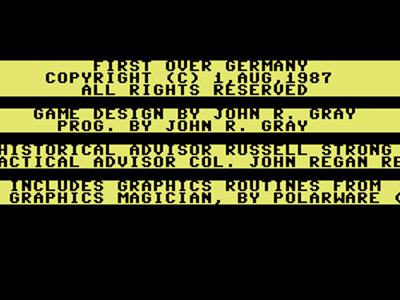 FIRST OVER GERMANY
COPYRIGHT (C) 1,AUG,1987
ALL RIGHTS RESERVED
GAME DESIGN BY JOHN R. GRAY
PROG. BY JOHN R. GRAY
HISTORICAL ADVISOR RUSSELL STRONG
ACTICAL ADVISOR COL. JOHN REGAN RE
INCLUDES GRAPHICS ROUTINES FROM
GRAPHICS MAGICIAN, BY POLARWARE (